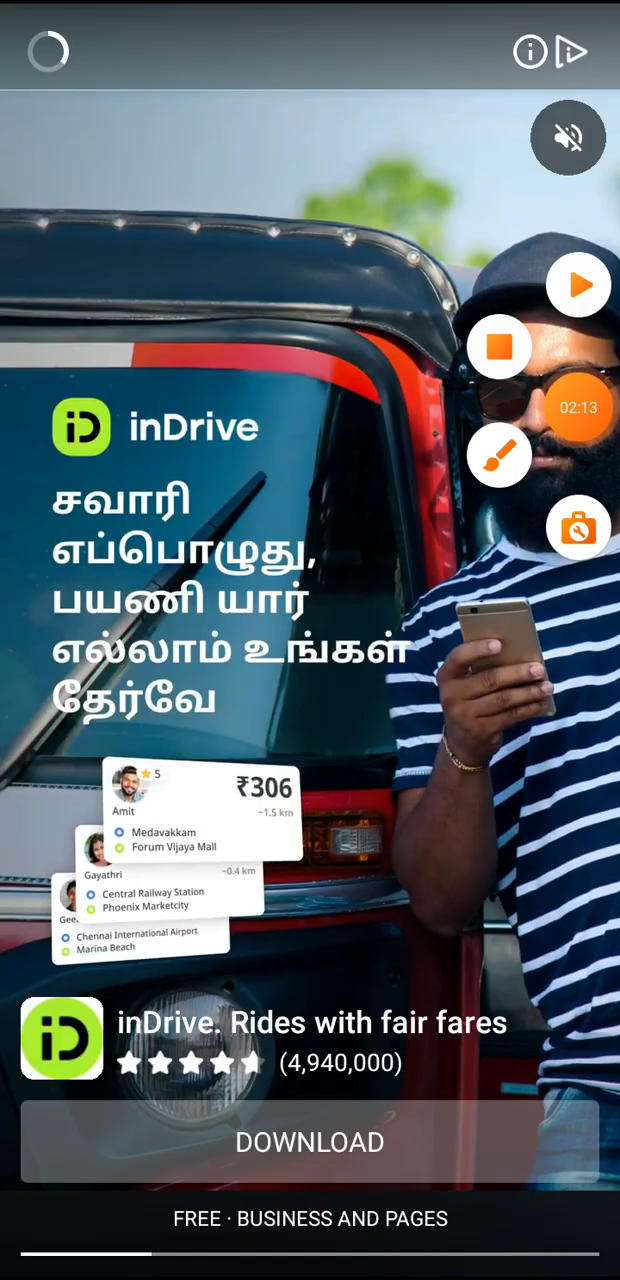 02:13
inDrive
சவாரி
எப்பொழுது,
பயணி யார்
எல்லாம் உங்கள்
தேர்வே
5
₹306
Amit
~1.5 km
Medavakkam
Forum Vijaya Mall
Gayathri
~0.4 km
Central Railway Station
Phoenix Marketcity
Chennai International Airport
Marina Beach
inDrive. Rides with fair fares
(4,940,000)
DOWNLOAD
FREE · BUSINESS AND PAGES